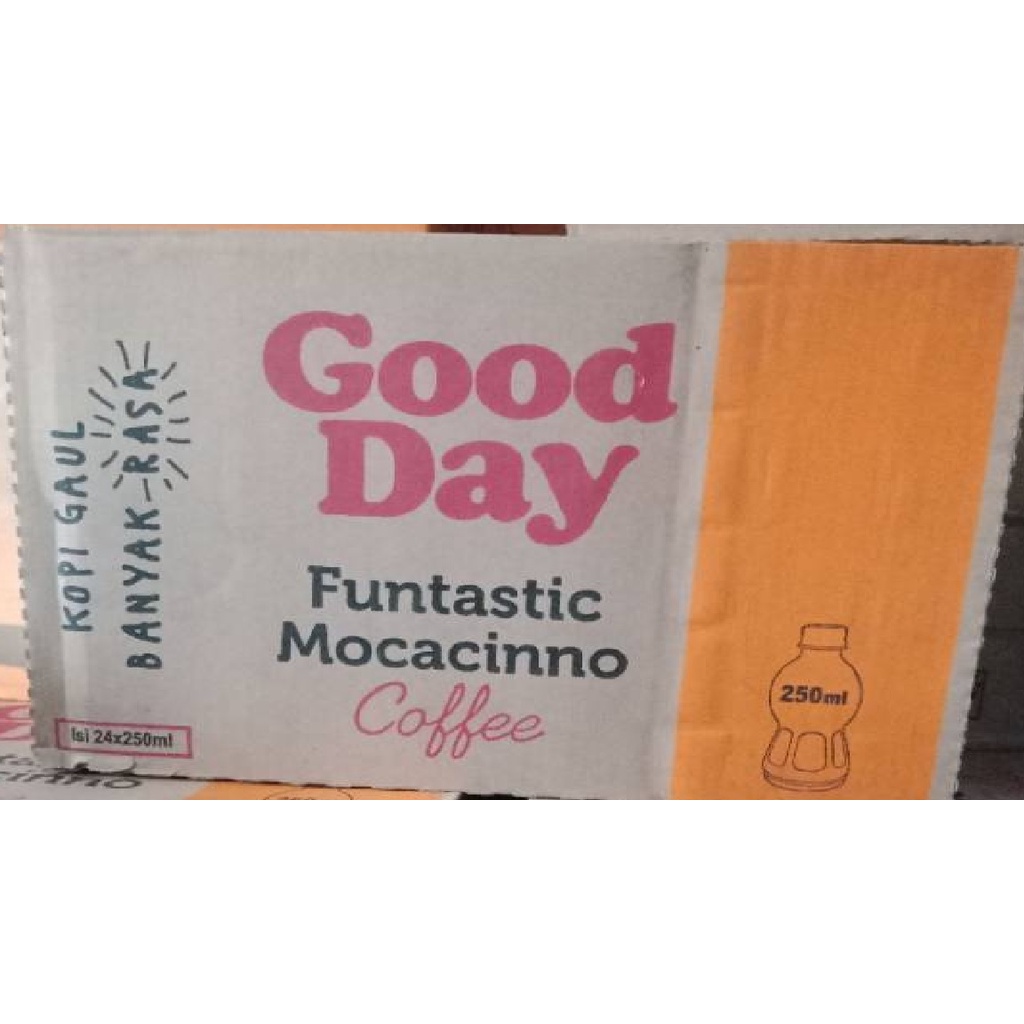 KOPI GAUL
BANYAK RASA
Good
Day
Funtastic
Mocacinno
Coffee
Isi 24x250ml
250ml